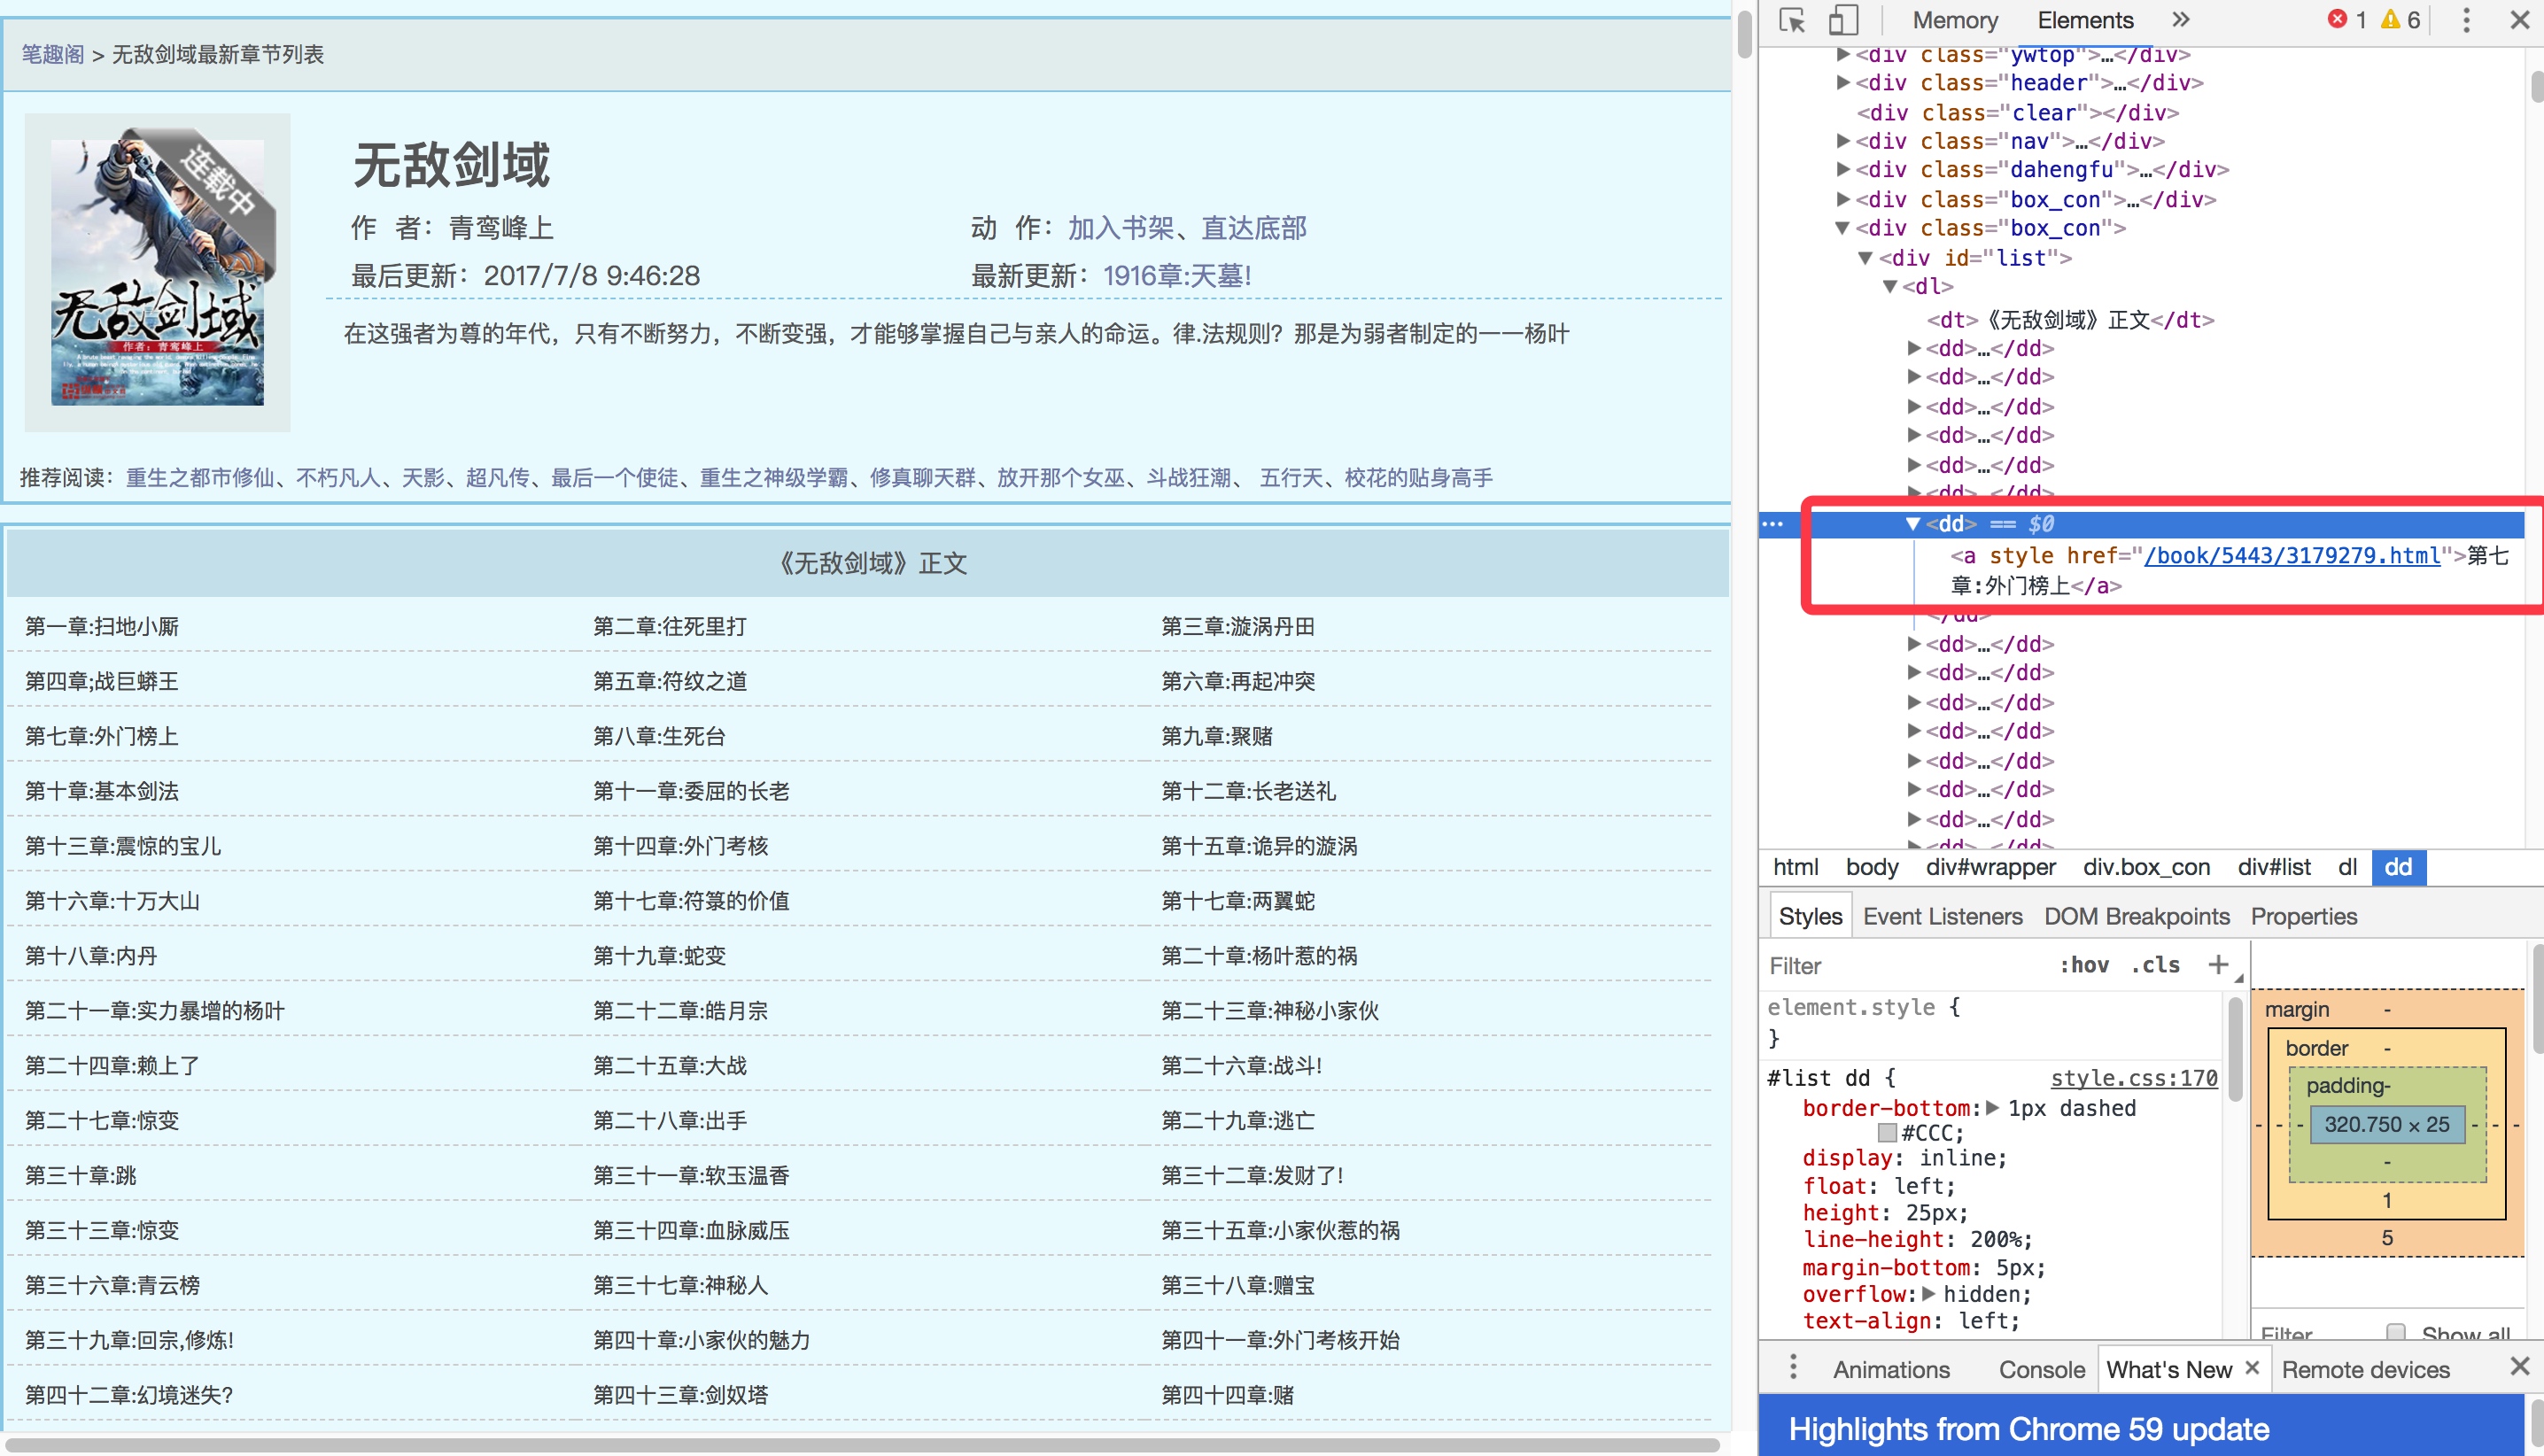 笔趣阁 > 无敌剑域最新章节列表
连载中
无敌剑域
作者：青鸾峰上
无敌剑域
作 者：青鸾峰上
动 作：加入书架、直达底部
最后更新：2017/7/8 9:46:28
最新更新：1916章:天墓!
在这强者为尊的年代，只有不断努力，不断变强，才能够掌握自己与亲人的命运。律.法规则？那是为弱者制定的一一杨叶
推荐阅读：重生之都市修仙、不朽凡人、天影、超凡传、最后一个使徒、重生之神级学霸、修真聊天群、放开那个女巫、斗战狂潮、 五行天、校花的贴身高手
《无敌剑域》正文
第一章:扫地小厮 第二章:往死里打 第三章:漩涡丹田
第四章;战巨蟒王 第五章:符纹之道 第六章:再起冲突
第七章:外门榜上 第八章:生死台 第九章:聚赌
第十章:基本剑法 第十一章:委屈的长老 第十二章:长老送礼
第十三章:震惊的宝儿 第十四章:外门考核 第十五章:诡异的漩涡
第十六章:十万大山 第十七章:符箓的价值 第十七章:两翼蛇
第十八章:内丹 第十九章:蛇变 第二十章:杨叶惹的祸
第二十一章:实力暴增的杨叶 第二十二章:皓月宗 第二十三章:神秘小家伙
第二十四章:赖上了 第二十五章:大战 第二十六章:战斗!
第二十七章:惊变 第二十八章:出手 第二十九章:逃亡
第三十章:跳 第三十一章:软玉温香 第三十二章:发财了!
第三十三章:惊变 第三十四章:血脉威压 第三十五章:小家伙惹的祸
第三十六章:青云榜 第三十七章:神秘人 第三十八章:赠宝
第三十九章:回宗,修炼! 第四十章:小家伙的魅力 第四十一章:外门考核开始
第四十二章:幻境迷失? 第四十三章:剑奴塔 第四十四章:赌
Memory Elements » 1 6
<div class="ywtop">…</div>
<div class="header">…</div>
<div class="clear"></div>
<div class="nav">…</div>
<div class="dahengfu">…</div>
<div class="box_con">…</div>
<div class="box_con">
<div id="list">
<dl>
<dt>《无敌剑域》正文</dt>
<dd>…</dd>
<dd>…</dd>
<dd>…</dd>
<dd>…</dd>
<dd>…</dd>
<dd>…</dd>
<dd> == $0
<a style href="/book/5443/3179279.html">第七
章:外门榜上</a>
</dd>
<dd>…</dd>
<dd>…</dd>
<dd>…</dd>
<dd>…</dd>
<dd>…</dd>
<dd>…</dd>
<dd>…</dd>
<dd>…</dd>
html body div#wrapper div.box_con div#list dl dd
Styles Event Listeners DOM Breakpoints Properties
Filter :hov .cls +
element.style {
}
#list dd { style.css:170
border-bottom: 1px dashed
#CCC;
display: inline;
float: left;
height: 25px;
line-height: 200%;
margin-bottom: 5px;
overflow: hidden;
text-align: left;
margin -
border -
padding-
- - - 320.750 × 25 - - -
-
1
5
Filter Show all
Animations Console What's New × Remote devices
Highlights from Chrome 59 update